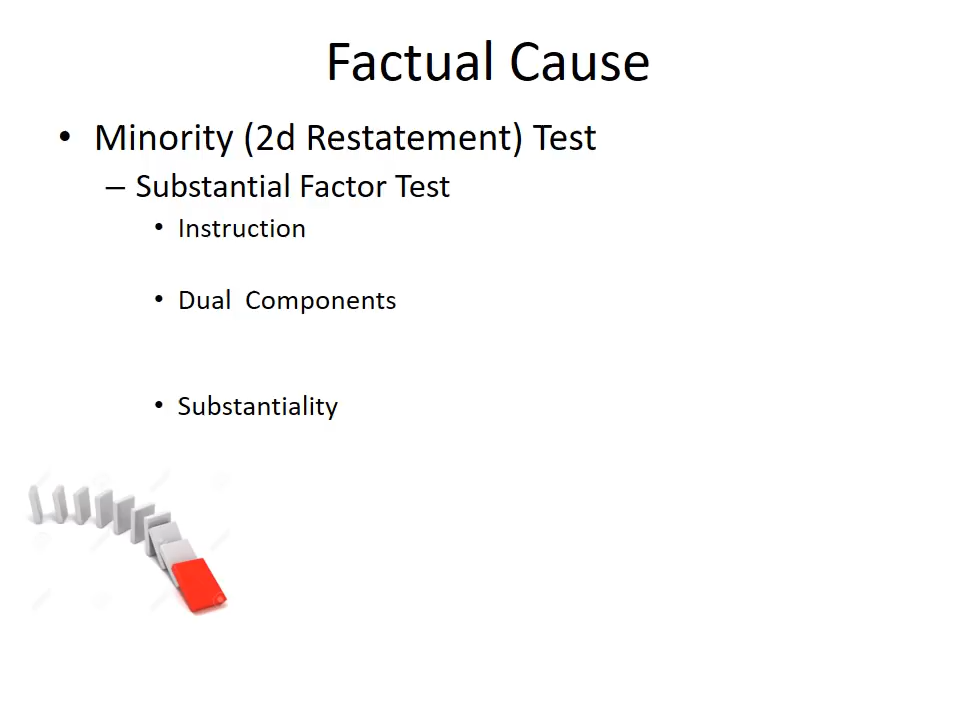 Factual Cause
• Minority (2d Restatement) Test
– Substantial Factor Test
• Instruction
• Dual  Components
• Substantiality